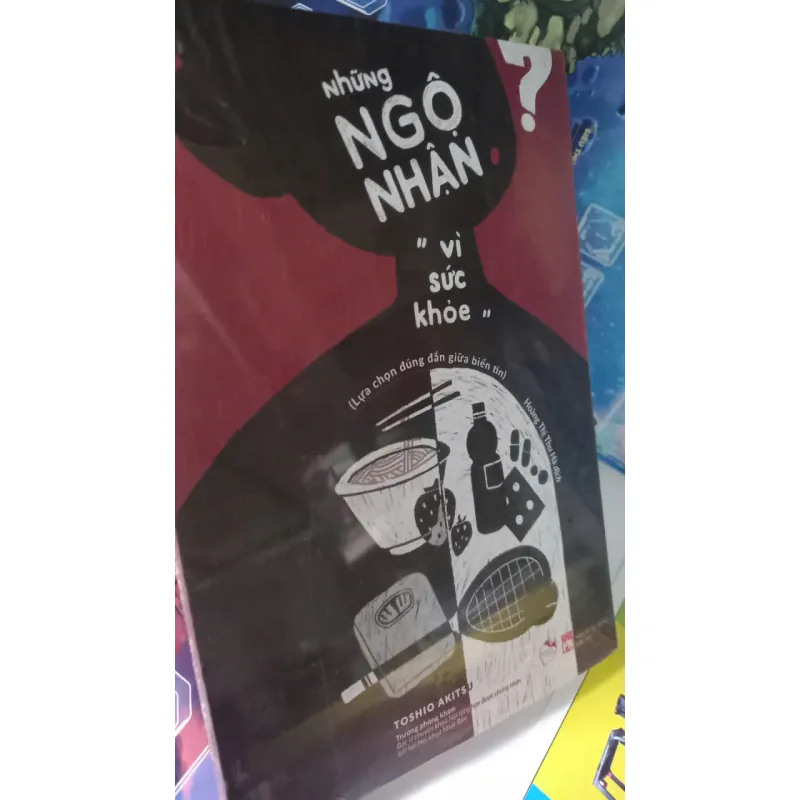 NHỮNG
NGỘ
NHẬN
?
" vì
sức
khỏe "
(Lựa chọn đúng đắn giữa biển tin)
Hoàng Thị Thu Hà dịch
TOSHIO AKITSU
Trưởng phòng khám